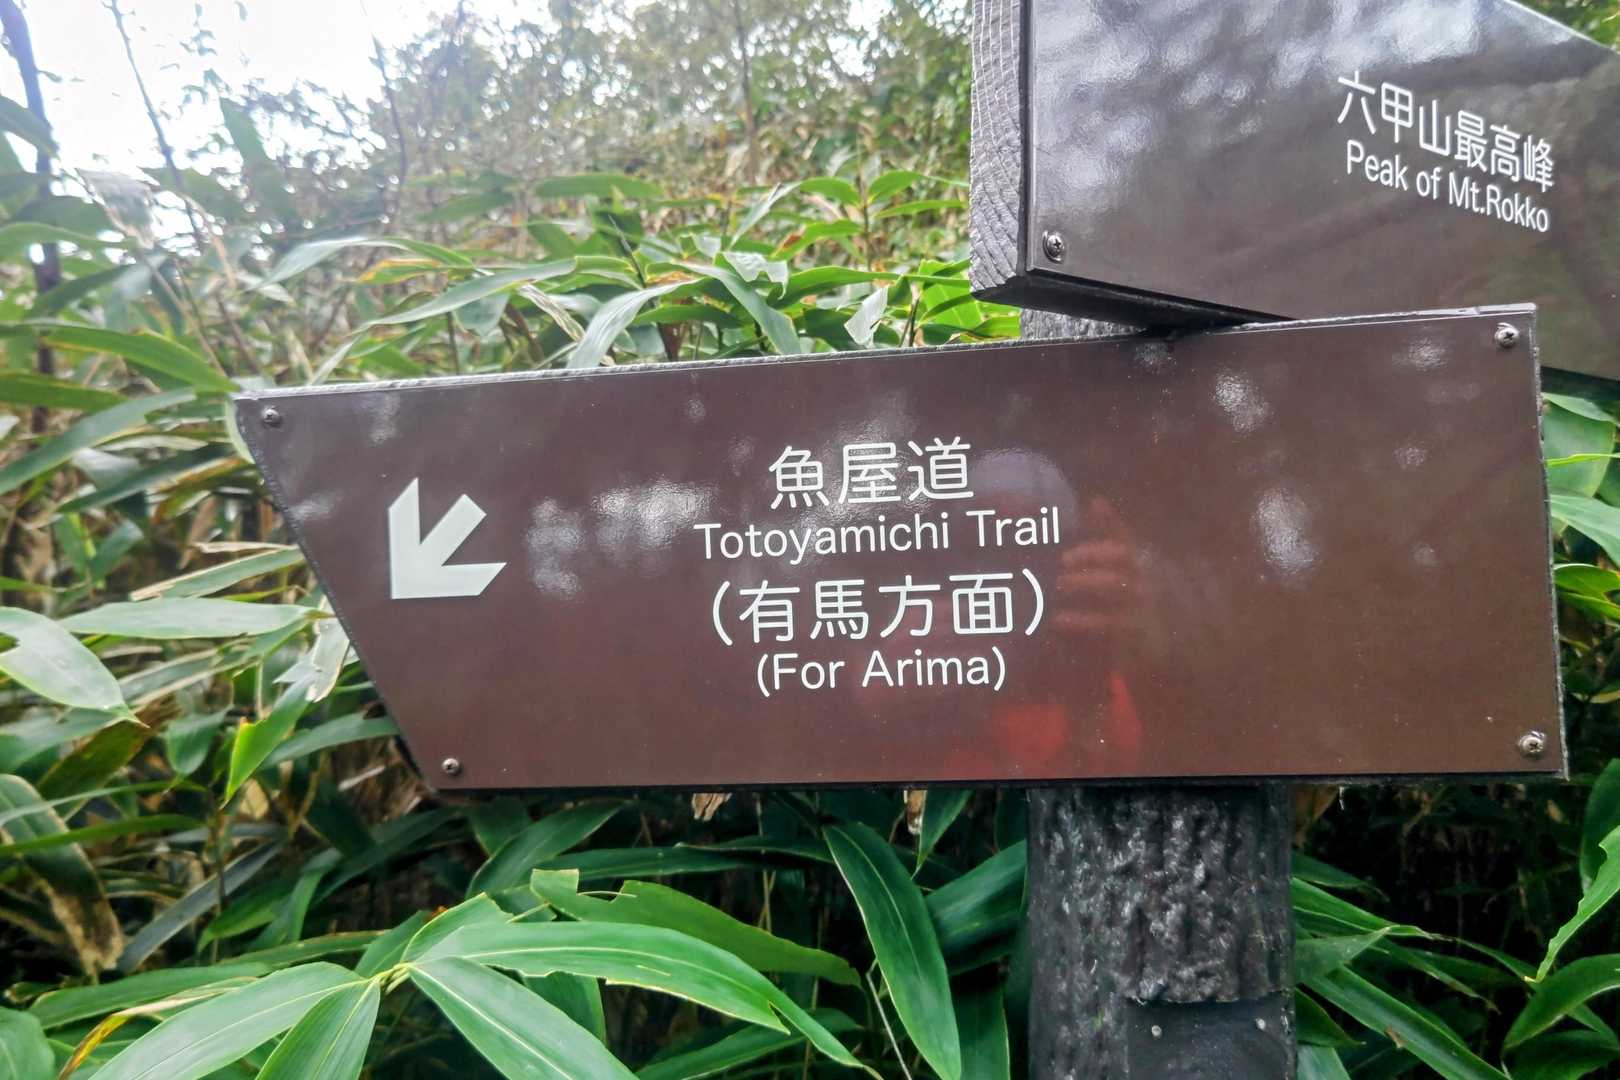 六甲山最高峰
Peak of Mt.Rokko
魚屋道
Totoyamichi Trail
(有馬方面)
(For Arima)